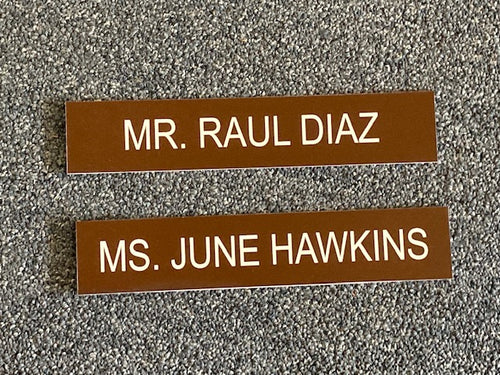 MR. RAUL DIAZ
MS. JUNE HAWKINS